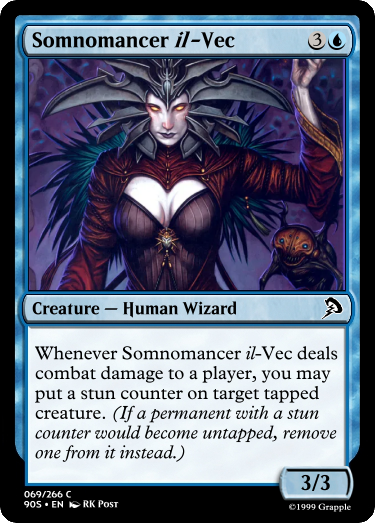 Somnomancer il-Vec 3
Creature — Human Wizard
Whenever Somnomancer il-Vec deals
combat damage to a player, you may
put a stun counter on target tapped
creature. (If a permanent with a stun
counter would become untapped, remove
one from it instead.)
3/3
069/266 C
90S • EN RK Post
©1999 Grapple